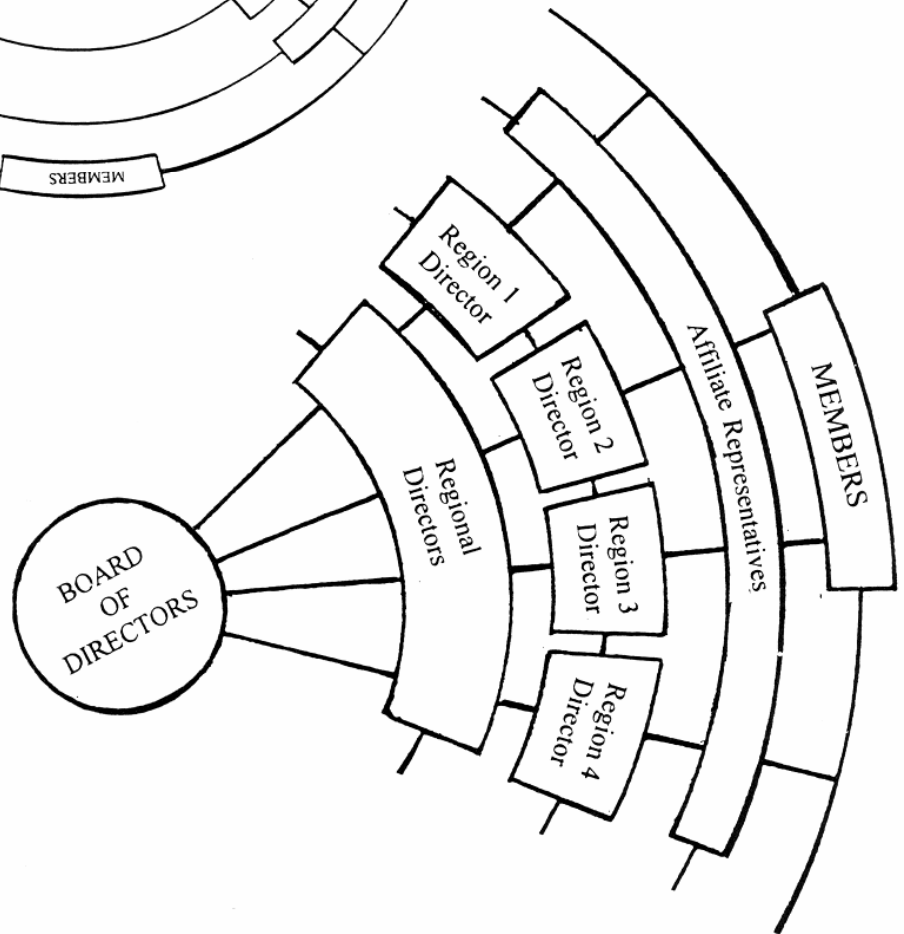 MEMBERS
Region 1
Director
Region 2
Director
Region 3
Director
Region 4
Director
Regional
Directors
Affiliate Representatives
MEMBERS
BOARD
OF
DIRECTORS